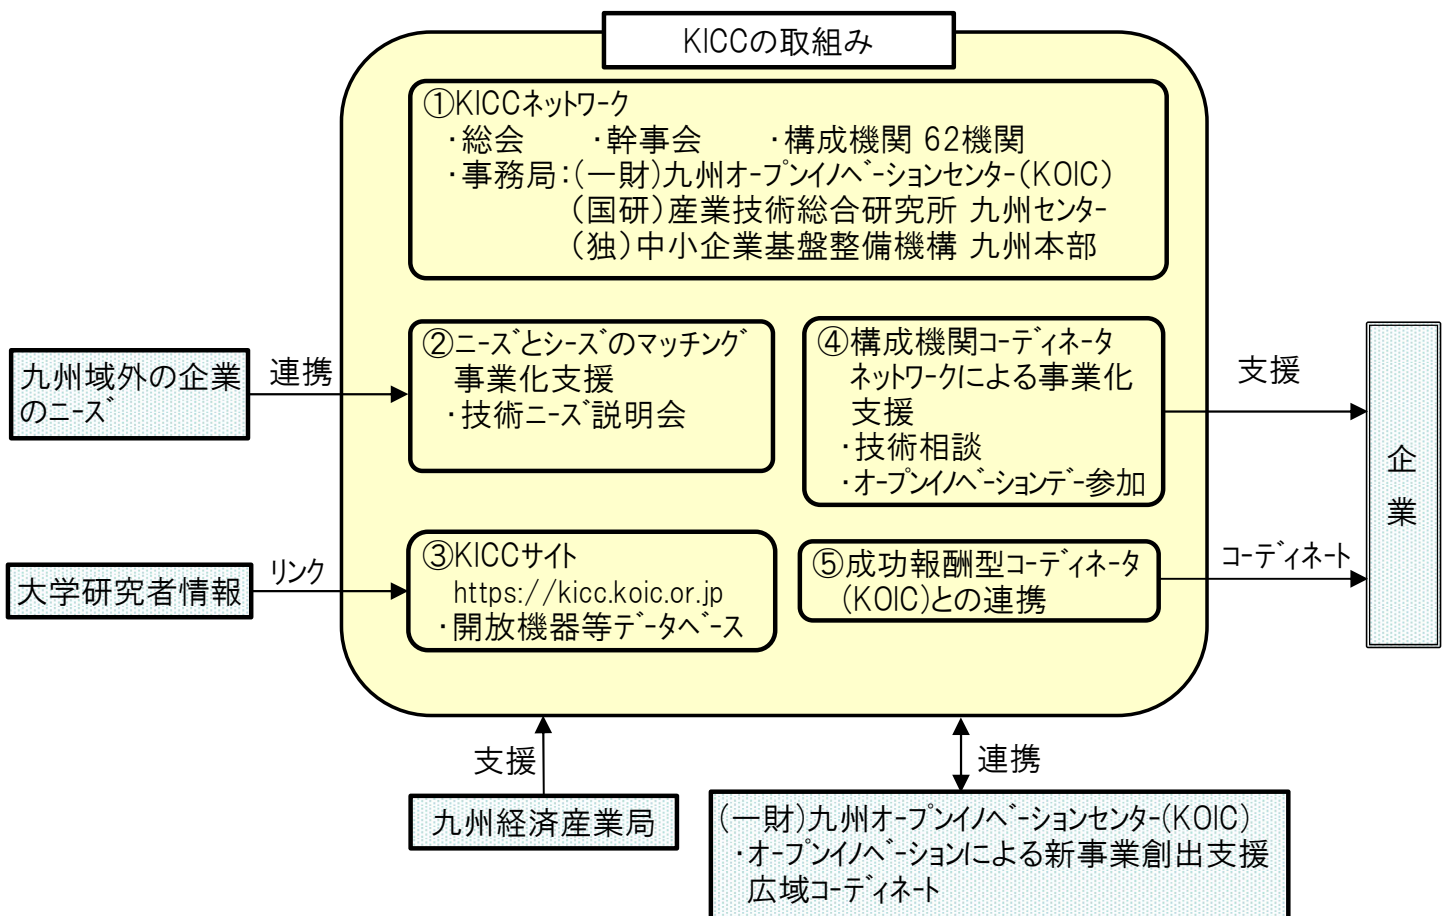 KICCの取組み
①KICCネットワーク
・総会　・幹事会　・構成機関 62機関
・事務局：(一財)九州オープンイノベーションセンター(KOIC)
(国研)産業技術総合研究所 九州センター
(独)中小企業基盤整備機構 九州本部
九州域外の企業
のニーズ
連携
②ニーズとシーズのマッチング
事業化支援
・技術ニーズ説明会
④構成機関コーディネータ
ネットワークによる事業化
支援
・技術相談
・オープンイノベーションデー参加
支援
企
業
大学研究者情報
リンク
③KICCサイト
https://kicc.koic.or.jp
・開放機器等データベース
⑤成功報酬型コーディネータ
(KOIC)との連携
コーディネート
支援
連携
九州経済産業局
(一財)九州オープンイノベーションセンター(KOIC)
・オープンイノベーションによる新事業創出支援
広域コーディネート